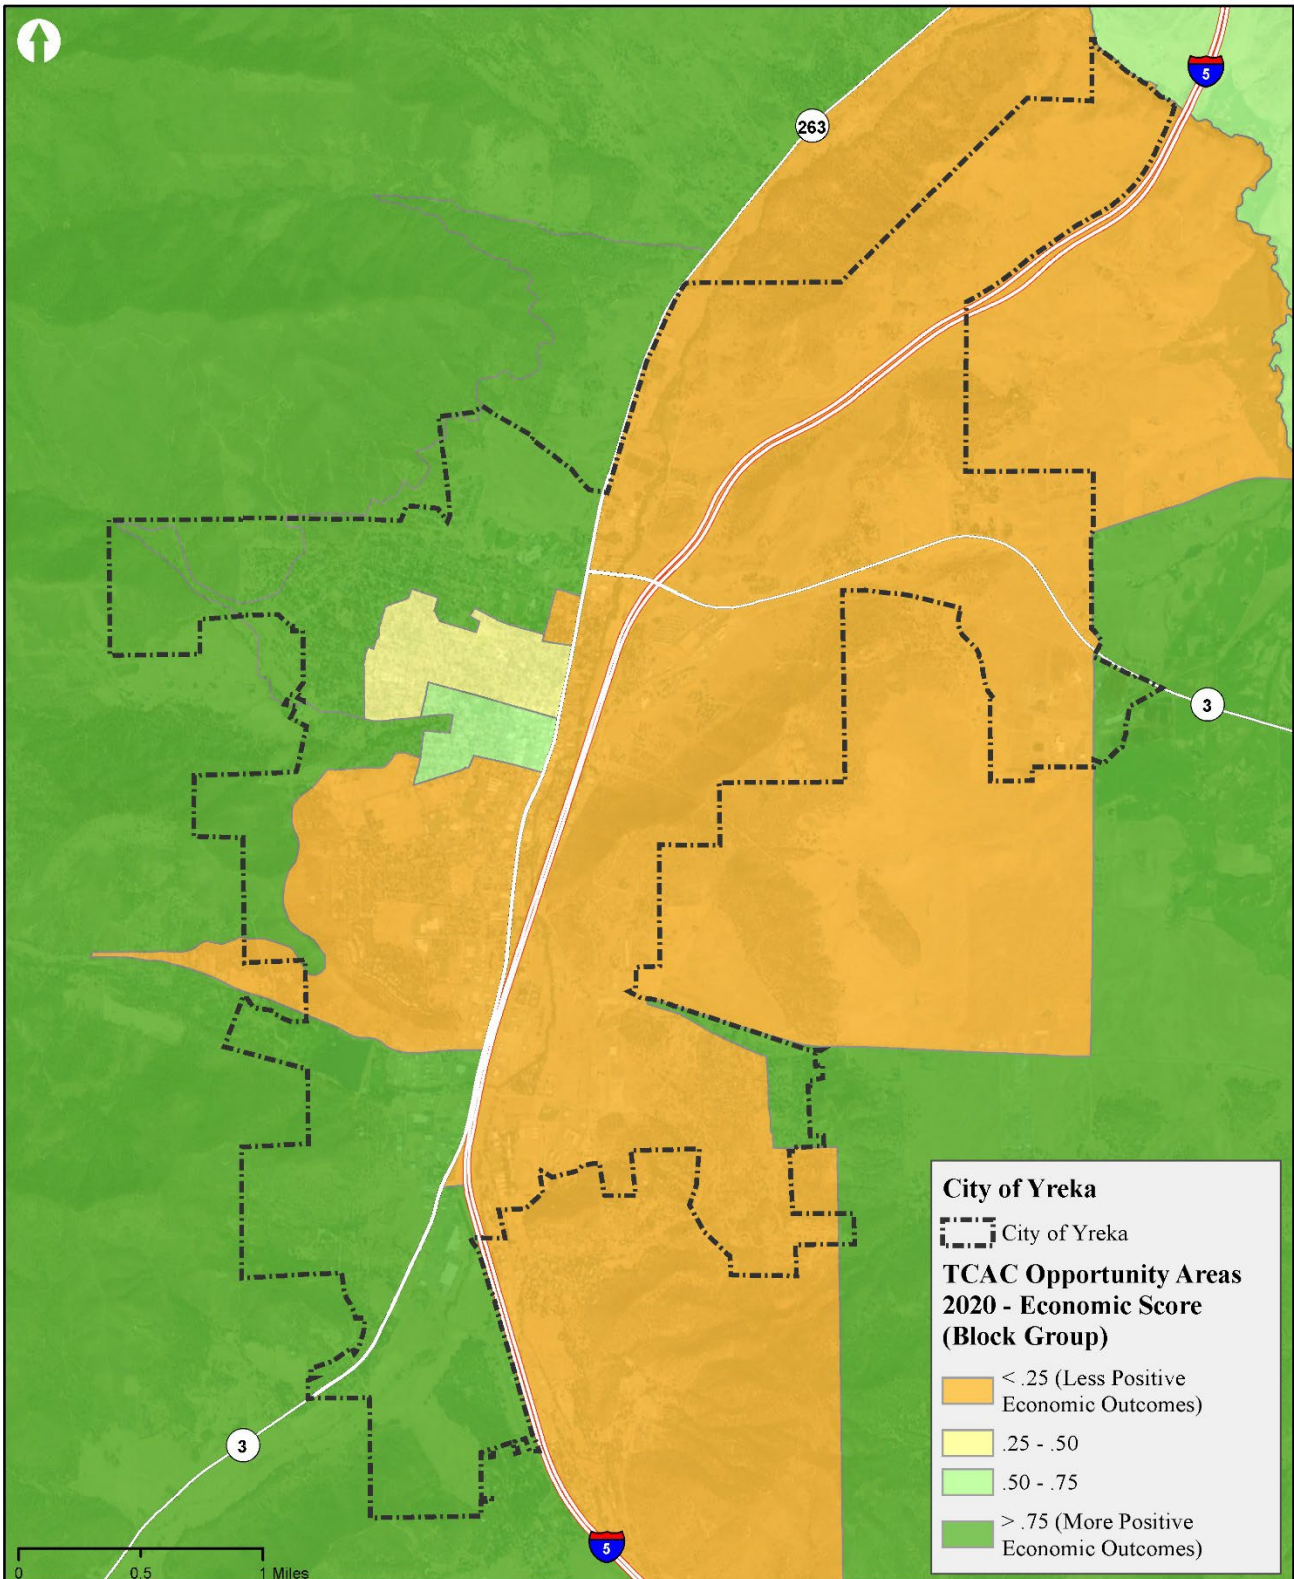 263
5
3
3
5
0 0.5 1 Miles
City of Yreka
City of Yreka
TCAC Opportunity Areas
2020 - Economic Score
(Block Group)
< .25 (Less Positive
Economic Outcomes)
.25 - .50
.50 - .75
> .75 (More Positive
Economic Outcomes)